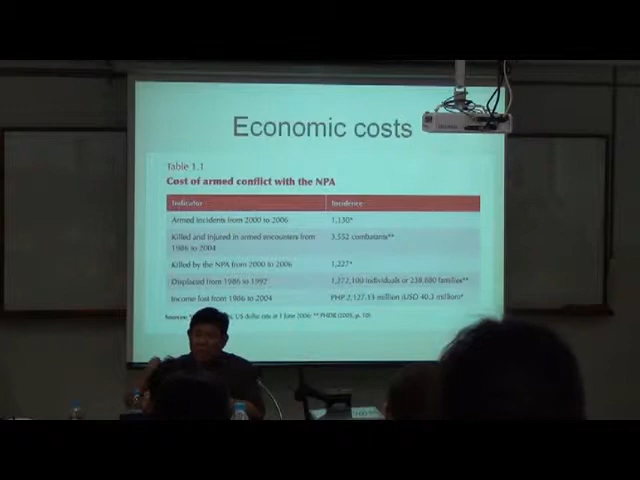 Economic costs
Table 1.1
Cost of armed conflict with the NPA
Indicator Incidence
Armed incidents from 2000 to 2006 1,130*
Killed and injured in armed encounters from 3,552 combatants**
1986 to 2004
Killed by the NPA from 2000 to 2006 1,227*
Displaced from 1986 to 1992 1,272,100 individuals or 238,880 families**
Income lost from 1986 to 2004 PHP 2,127.13 million (USD 40.3 million)*
Sources: US dollar rate at 1 June 2006) ** PHDR (2005, p.